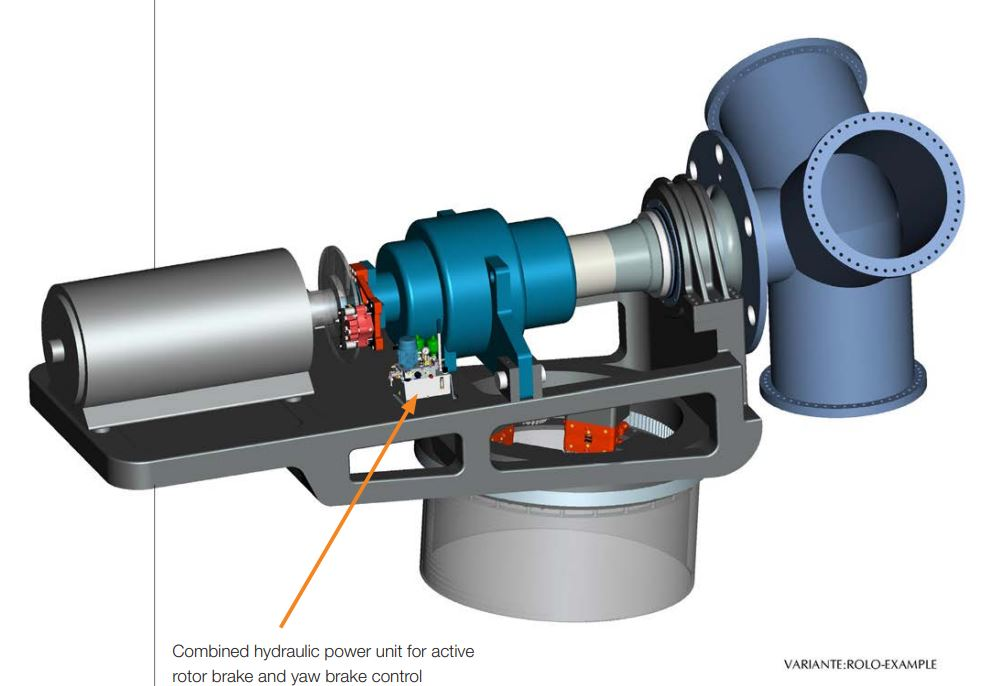 Combined hydraulic power unit for active
rotor brake and yaw brake control
VARIANTE:ROLO-EXAMPLE